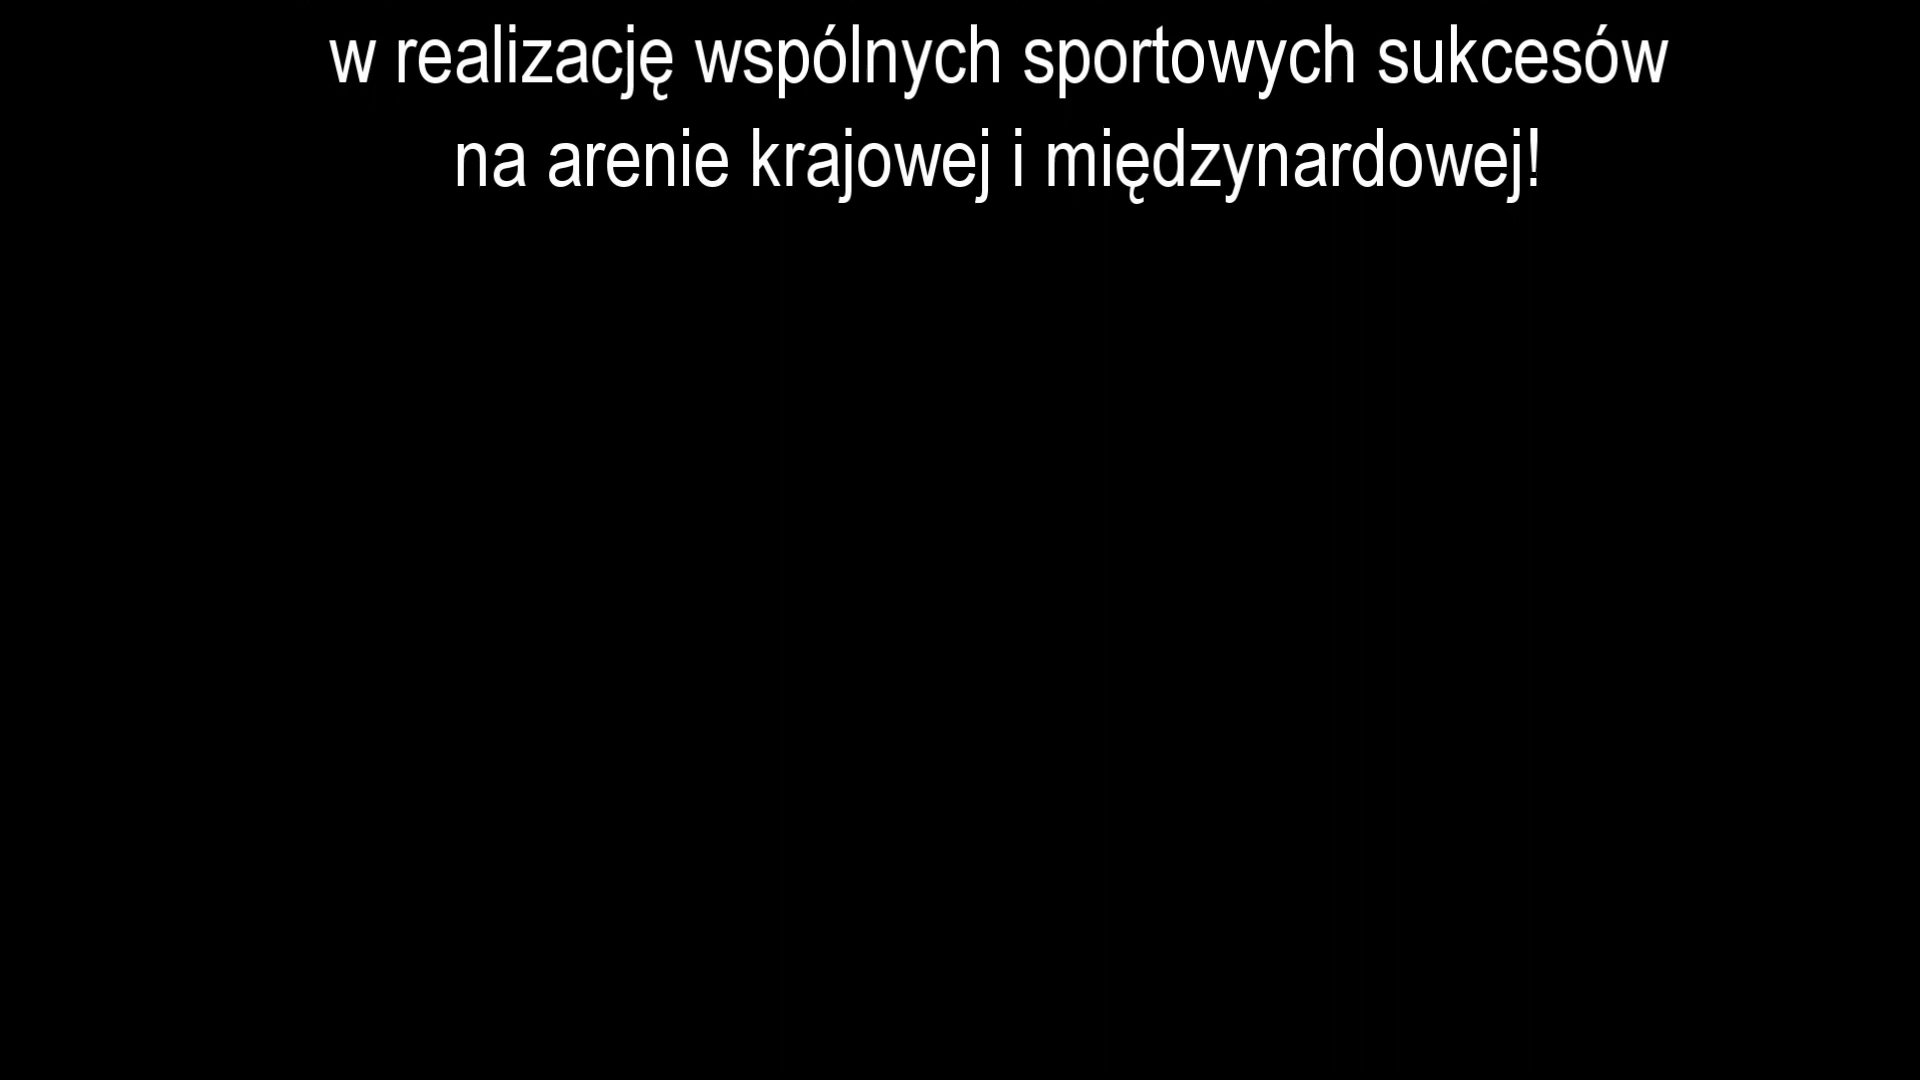 w realizację wspólnych sportowych sukcesów
na arenie krajowej i międzynardowej!